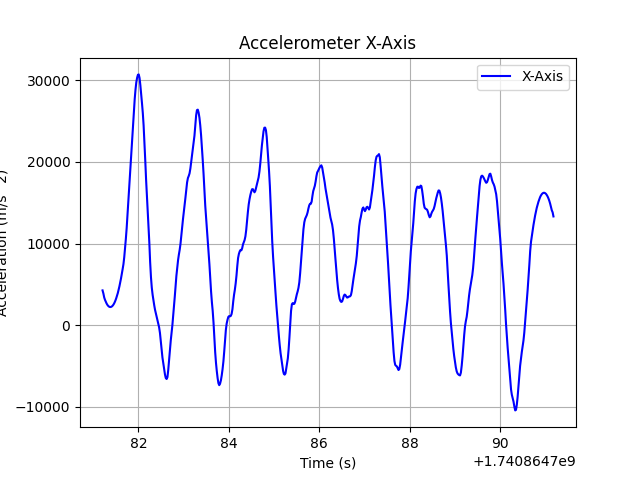 Accelerometer X-Axis
X-Axis
30000
20000
10000
0
−10000
82
84
86
88
90
+1.7408647e9
Time (s)
Acceleration (m/s^2)